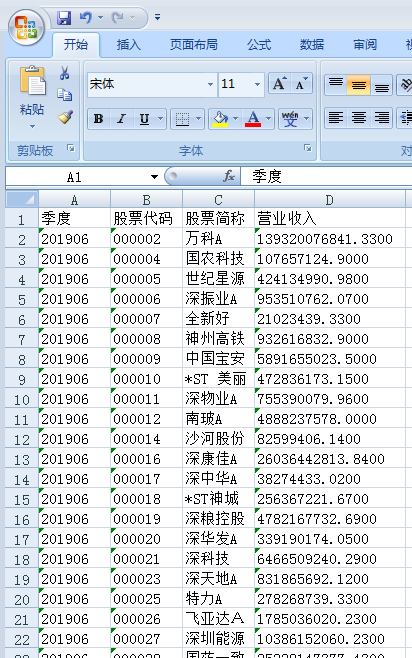 开始 插入 页面布局 公式 数据 审阅
宋体 11 A A
粘贴 B I U A wén 文
剪贴板 字体
A1 fx 季度
A B C D
1 季度 股票代码 股票简称 营业收入
2 201906 000002 万科A 139320076841.3300
3 201906 000004 国农科技 107657124.9000
4 201906 000005 世纪星源 424134990.9800
5 201906 000006 深振业A 953510762.0700
6 201906 000007 全新好 21023439.3300
7 201906 000008 神州高铁 932616832.9000
8 201906 000009 中国宝安 5891655023.5000
9 201906 000010 *ST 美丽 472836173.1500
10 201906 000011 深物业A 755390079.9600
11 201906 000012 南玻A 4888237578.0000
12 201906 000014 沙河股份 82599406.1400
13 201906 000016 深康佳A 26036442813.8400
14 201906 000017 深中华A 38274433.0200
15 201906 000018 *ST神城 256367221.6700
16 201906 000019 深粮控股 4782167732.6900
17 201906 000020 深华发A 339190174.0500
18 201906 000021 深科技 6466509240.2900
19 201906 000023 深天地A 831865692.1200
20 201906 000025 特力A 278268739.3300
21 201906 000026 飞亚达Ａ 1785036020.2300
22 201906 000027 深圳能源 10386152060.2300